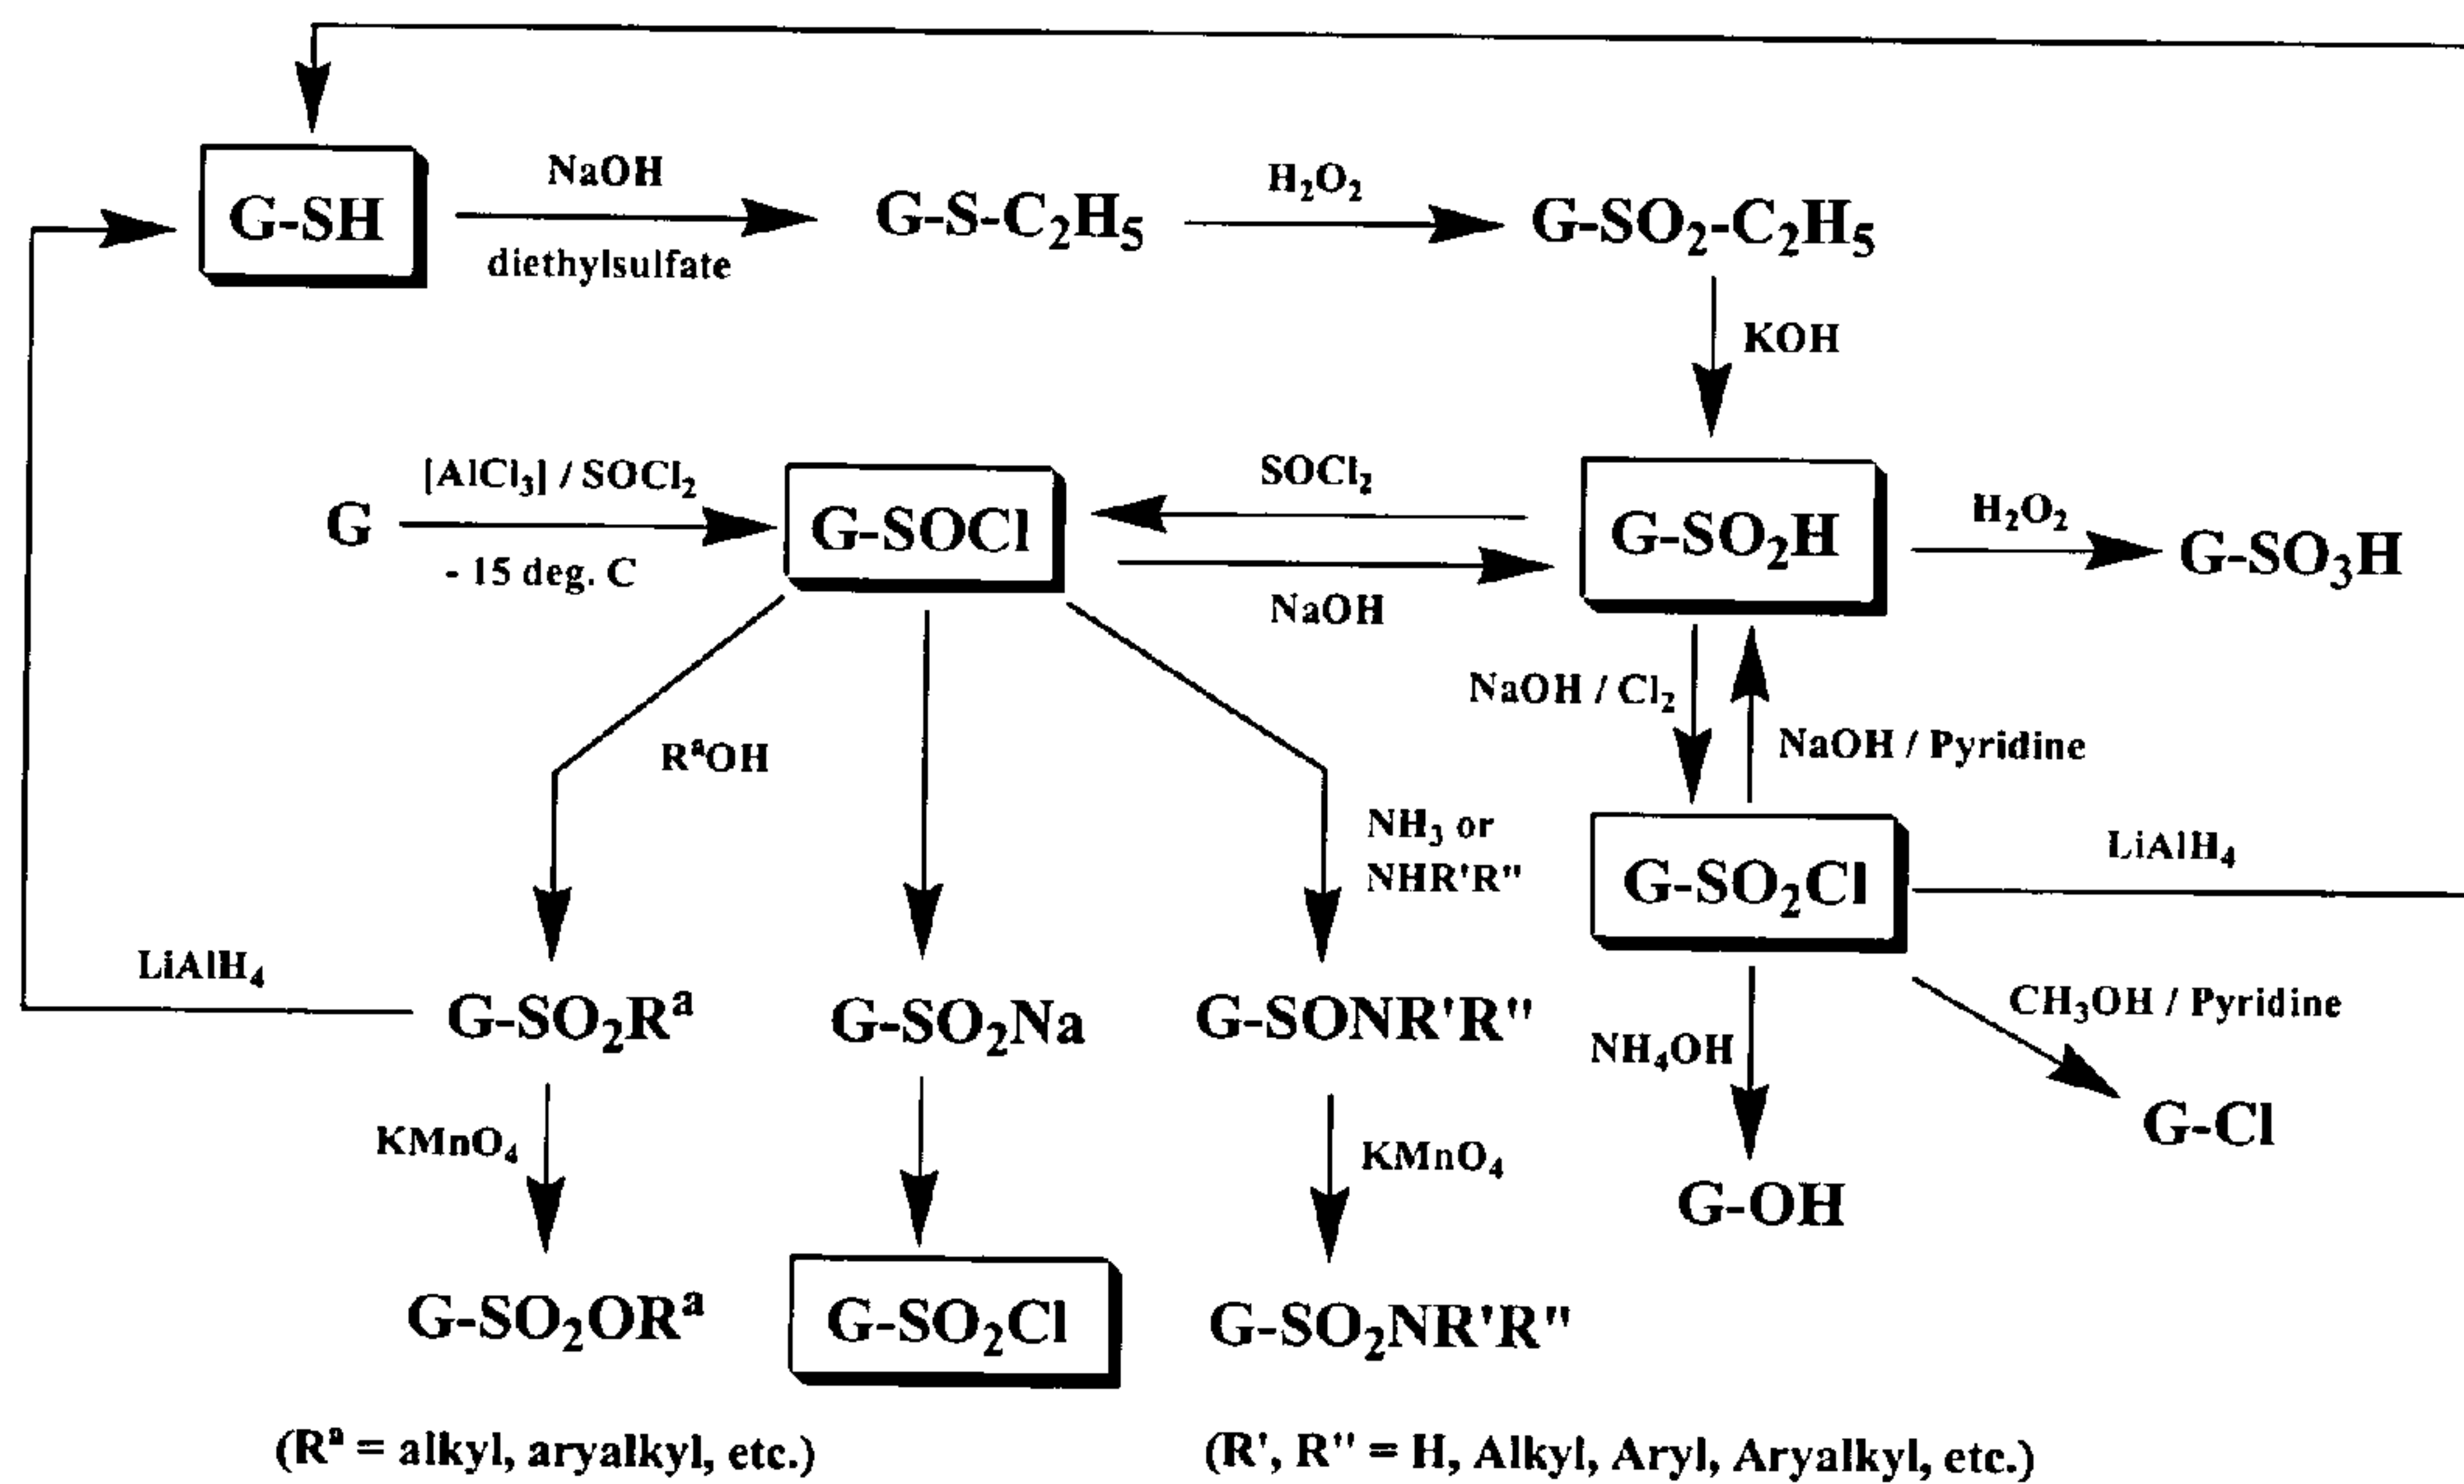 NaOH
H₂O₂
G-SH
G-S-C₂H₅
G-SO₂-C₂H₅
diethylsulfate
KOH
[AlCl₃] / SOCl₂
SOCl₂
H₂O₂
G
G-SOCl
G-SO₂H
G-SO₃H
- 15 deg. C
NaOH
NaOH / Cl₂
RᵃOH
NaOH / Pyridine
NH₃ or
NHR'R"
LiAlH₄
G-SO₂Cl
LiAlH₄
CH₃OH / Pyridine
G-SO₂Rᵃ
G-SO₂Na
G-SONR'R"
NH₄OH
G-Cl
KMnO₄
KMnO₄
G-OH
G-SO₂ORᵃ
G-SO₂Cl
G-SO₂NR'R"
(Rᵃ = alkyl, aryalkyl, etc.)
(R', R" = H, Alkyl, Aryl, Aryalkyl, etc.)